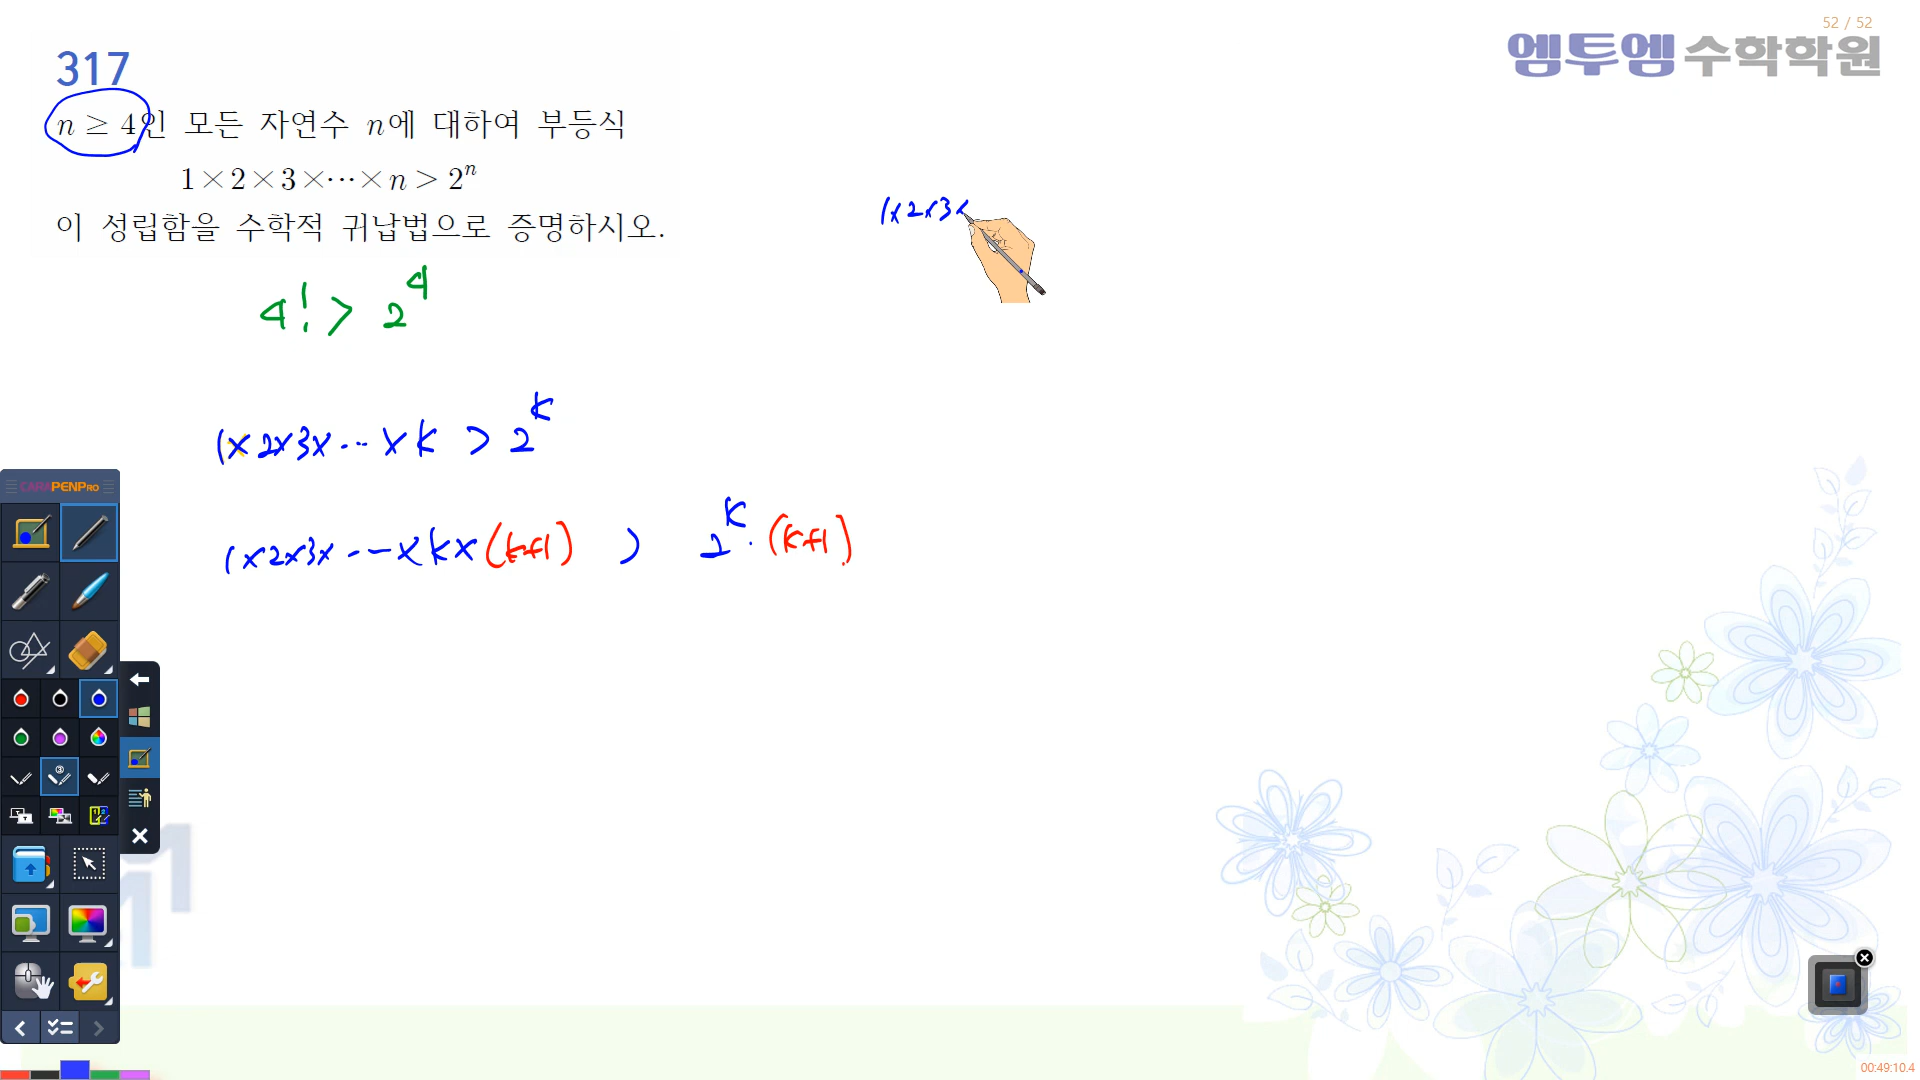 52 / 52
엠투엠 수학학원
317
n ≥ 4인 모든 자연수 n에 대하여 부등식
1×2×3×⋯×n > 2ⁿ
이 성립함을 수학적 귀납법으로 증명하시오.
1×2×3×
4! > 2⁴
1×2×3×⋯×k > 2ᵏ
1×2×3×⋯×k×(k+1) > 2ᵏ·(k+1)
CARAPENPRO
00:49:10.4